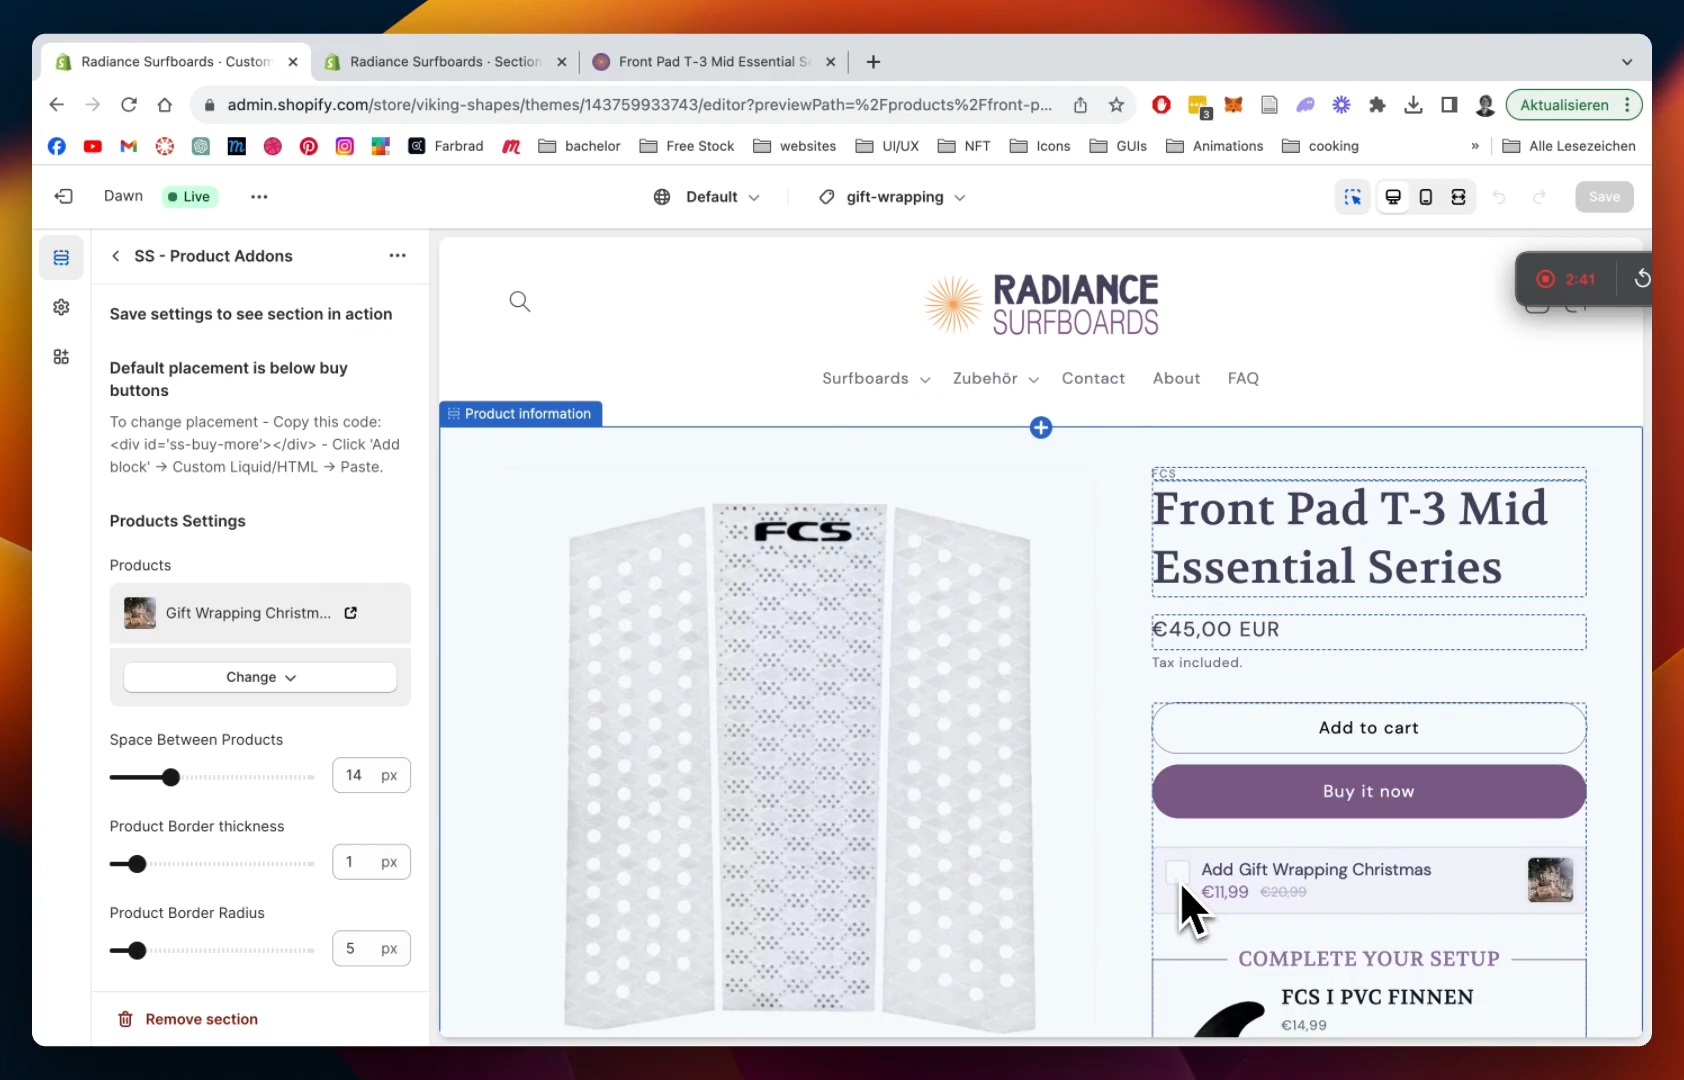 Radiance Surfboards · Custom
Radiance Surfboards · Section
Front Pad T-3 Mid Essential Se
admin.shopify.com/store/viking-shapes/themes/143759933743/editor?previewPath=%2Fproducts%2Ffront-p...
3
Aktualisieren
Farbrad
bachelor
Free Stock
websites
UI/UX
NFT
Icons
GUIs
Animations
cooking
»
Alle Lesezeichen
Dawn
Live
Default
gift-wrapping
Save
SS - Product Addons
Save settings to see section in action
Default placement is below buy
buttons
To change placement - Copy this code:
<div id='ss-buy-more'></div> - Click 'Add
block' → Custom Liquid/HTML → Paste.
Products Settings
Products
Gift Wrapping Christm...
Change
Space Between Products
14 px
Product Border thickness
1 px
Product Border Radius
5 px
Remove section
RADIANCE
SURFBOARDS
2:41
Surfboards
Zubehör
Contact
About
FAQ
Product information
FCS
FCS
Front Pad T-3 Mid
Essential Series
€45,00 EUR
Tax included.
Add to cart
Buy it now
Add Gift Wrapping Christmas
€11,99 €20,99
COMPLETE YOUR SETUP
FCS I PVC FINNEN
€14,99